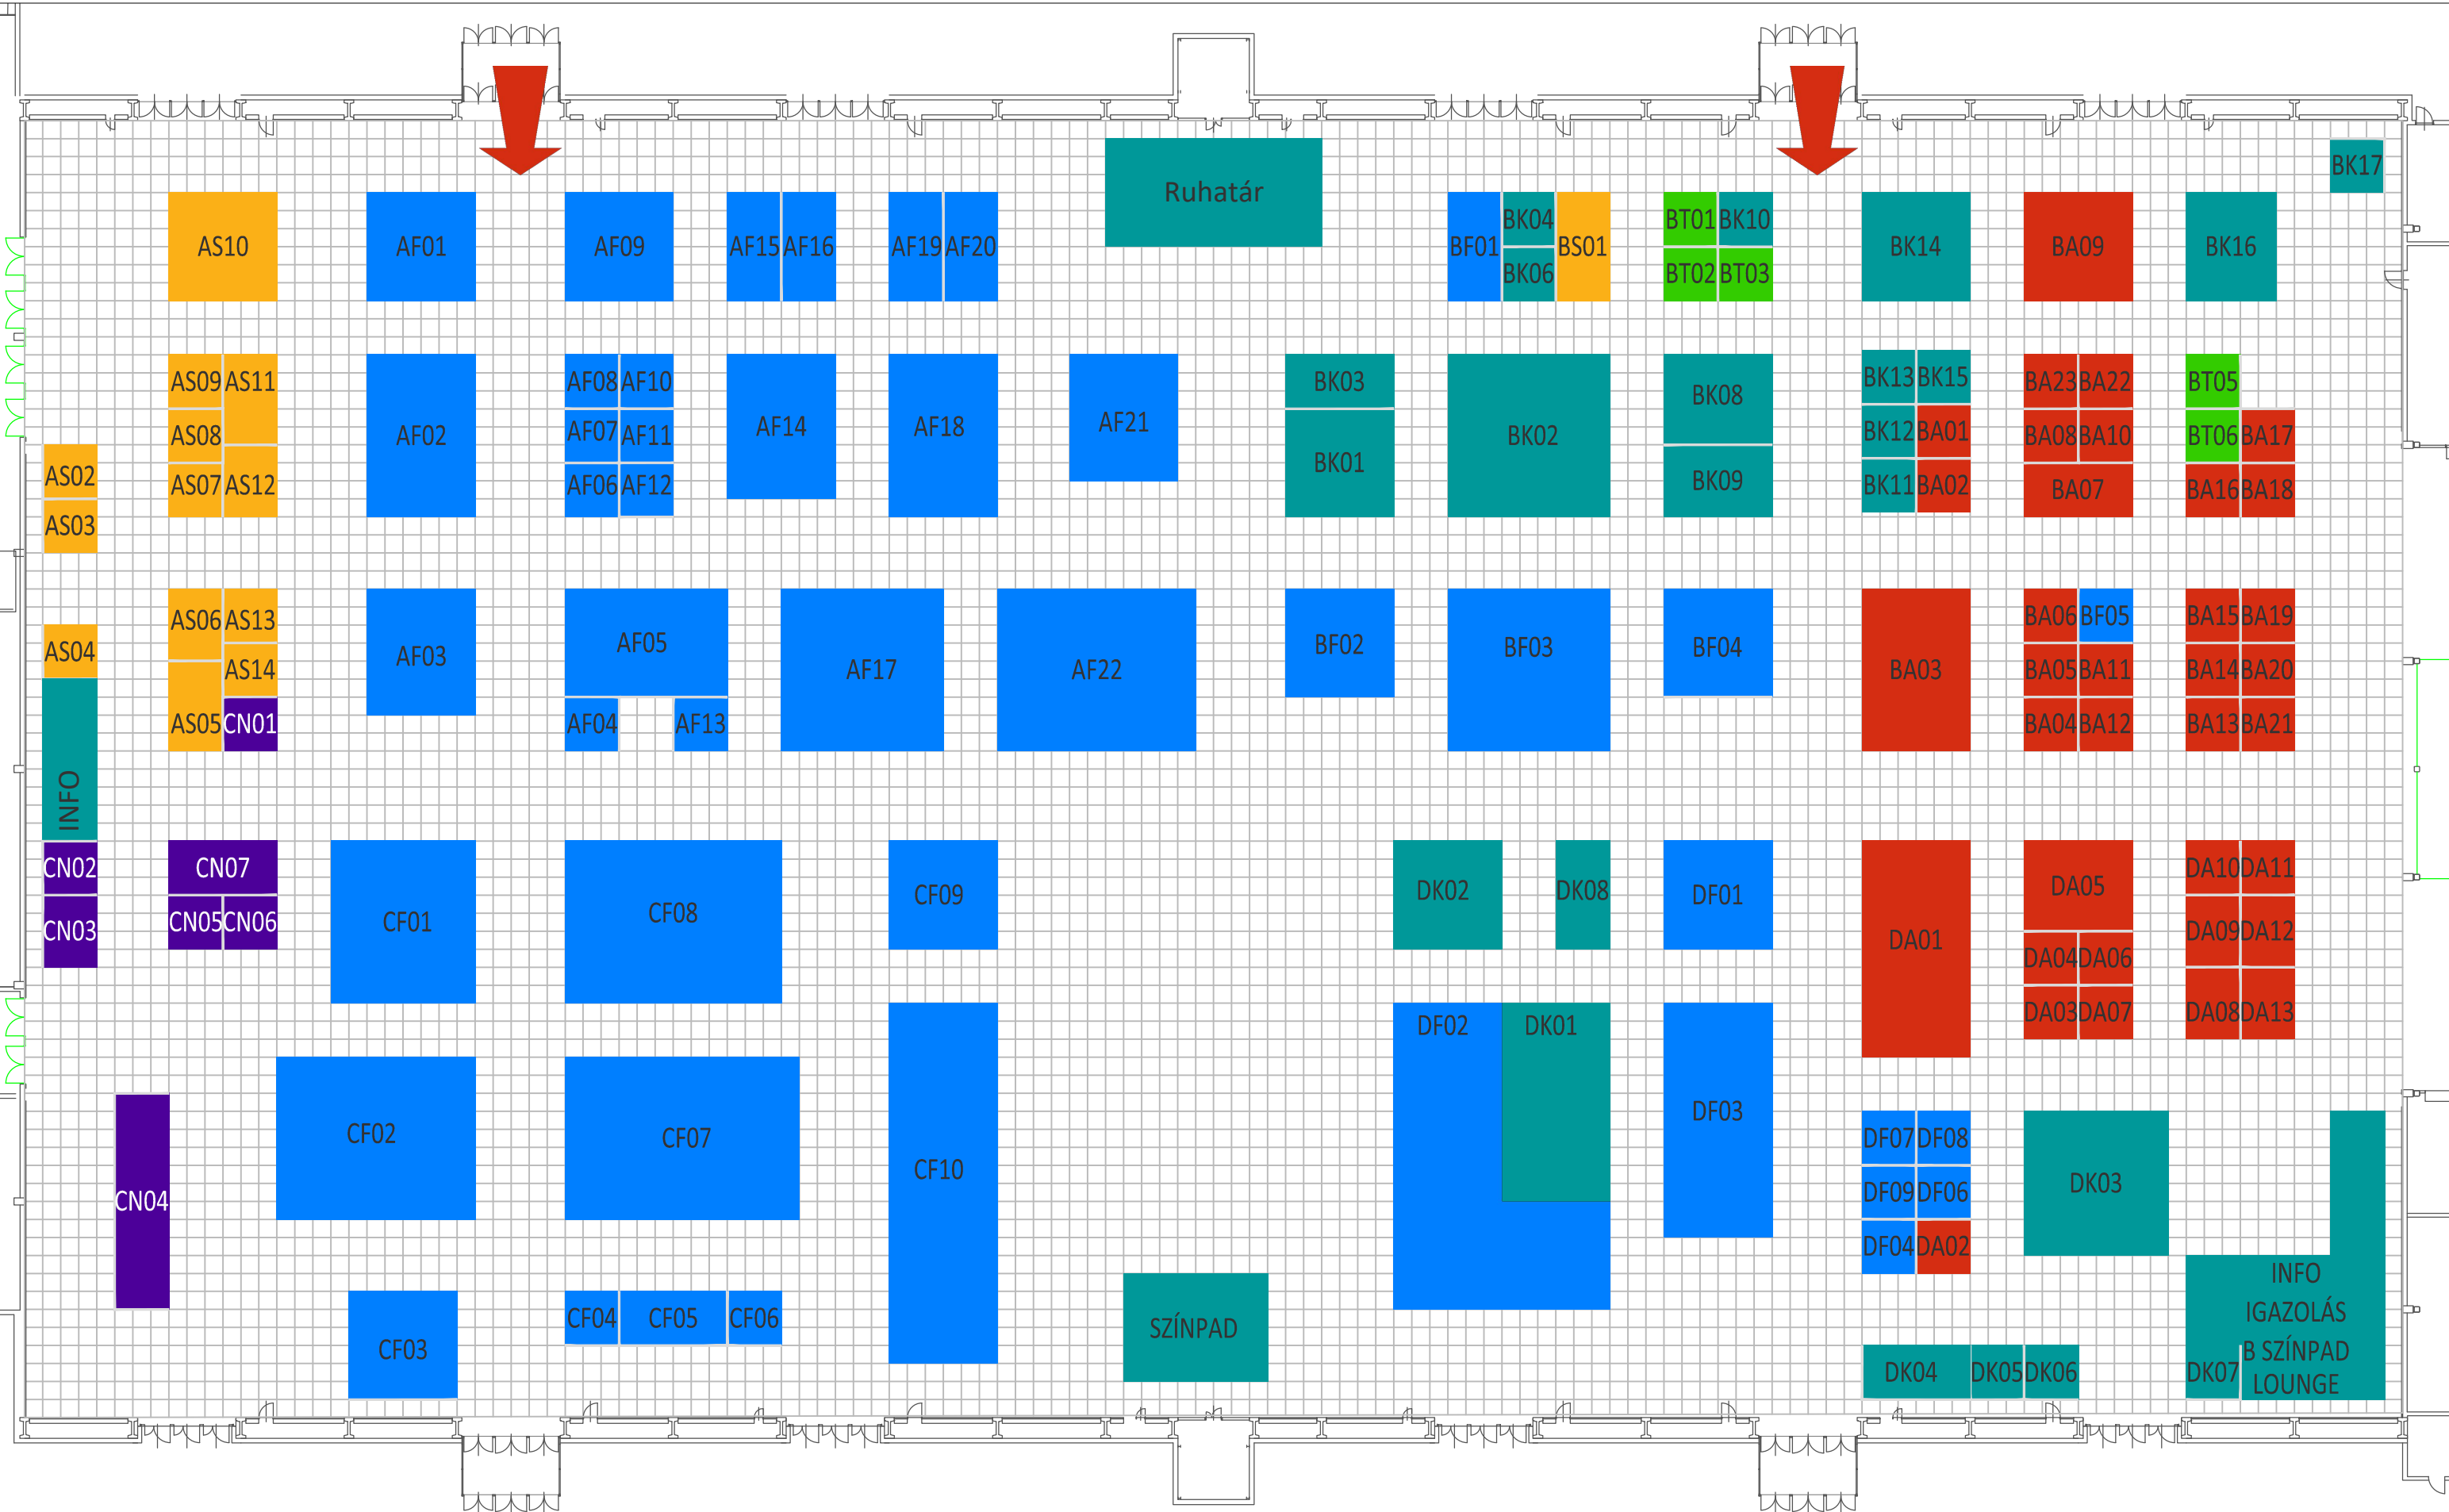 BK17
Ruhatár
AS10
AF01
AF09
AF15 AF16
AF19 AF20
BF01
BK04
BK06
BS01
BT01 BK10
BT02 BT03
BK14
BA09
BK16
AS09 AS11
AS08
AS07 AS12
AS02
AS03
AF02
AF08 AF10
AF07 AF11
AF06 AF12
AF14
AF18
AF21
BK03
BK01
BK02
BK08
BK09
BK13 BK15
BK12 BA01
BK11 BA02
BA23 BA22
BA08 BA10
BA07
BT05
BT06 BA17
BA16 BA18
AS04
INFO
AS06 AS13
AS14
AS05 CN01
AF03
AF05
AF04 AF13
AF17
AF22
BF02
BF03
BF04
BA03
BA06 BF05
BA05 BA11
BA04 BA12
BA15 BA19
BA14 BA20
BA13 BA21
CN02
CN03
CN07
CN05 CN06
CF01
CF08
CF09
DK02
DK08
DF01
DA01
DA05
DA04 DA06
DA03 DA07
DA10 DA11
DA09 DA12
DA08 DA13
CN04
CF02
CF07
CF10
DF02
DK01
DF03
DF07 DF08
DF09 DF06
DF04 DA02
DK03
CF03
CF04 CF05 CF06
SZÍNPAD
DK04 DK05 DK06
DK07
INFO
IGAZOLÁS
B SZÍNPAD
LOUNGE